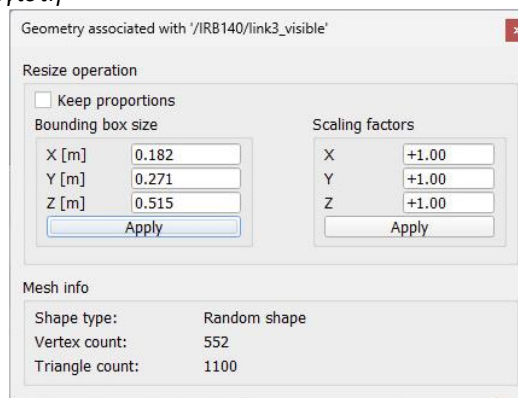 Geometry associated with '/IRB140/link3_visible'
Resize operation
Keep proportions
Bounding box size
X [m] 0.182
Y [m] 0.271
Z [m] 0.515
Apply
Scaling factors
X +1.00
Y +1.00
Z +1.00
Apply
Mesh info
Shape type: Random shape
Vertex count: 552
Triangle count: 1100